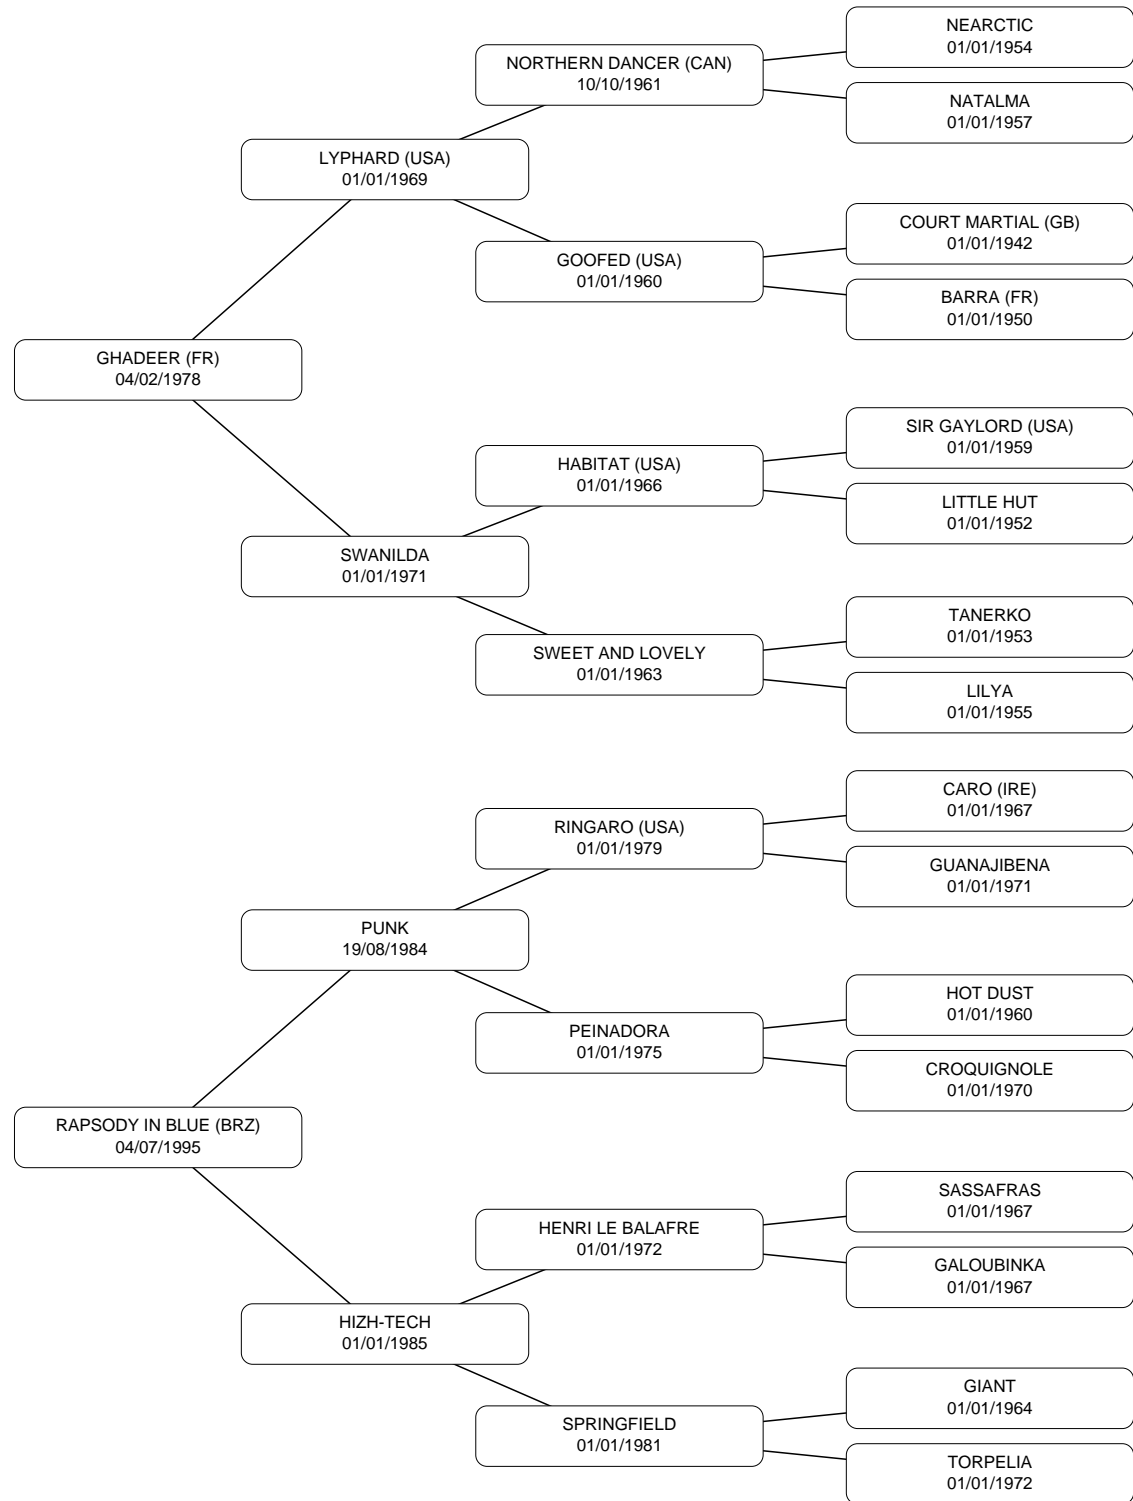 NEARCTIC
01/01/1954
NORTHERN DANCER (CAN)
10/10/1961
NATALMA
01/01/1957
LYPHARD (USA)
01/01/1969
COURT MARTIAL (GB)
01/01/1942
GOOFED (USA)
01/01/1960
BARRA (FR)
01/01/1950
GHADEER (FR)
04/02/1978
SIR GAYLORD (USA)
01/01/1959
HABITAT (USA)
01/01/1966
LITTLE HUT
01/01/1952
SWANILDA
01/01/1971
TANERKO
01/01/1953
SWEET AND LOVELY
01/01/1963
LILYA
01/01/1955
CARO (IRE)
01/01/1967
RINGARO (USA)
01/01/1979
GUANAJIBENA
01/01/1971
PUNK
19/08/1984
HOT DUST
01/01/1960
PEINADORA
01/01/1975
CROQUIGNOLE
01/01/1970
RAPSODY IN BLUE (BRZ)
04/07/1995
SASSAFRAS
01/01/1967
HENRI LE BALAFRE
01/01/1972
GALOUBINKA
01/01/1967
HIZH-TECH
01/01/1985
GIANT
01/01/1964
SPRINGFIELD
01/01/1981
TORPELIA
01/01/1972